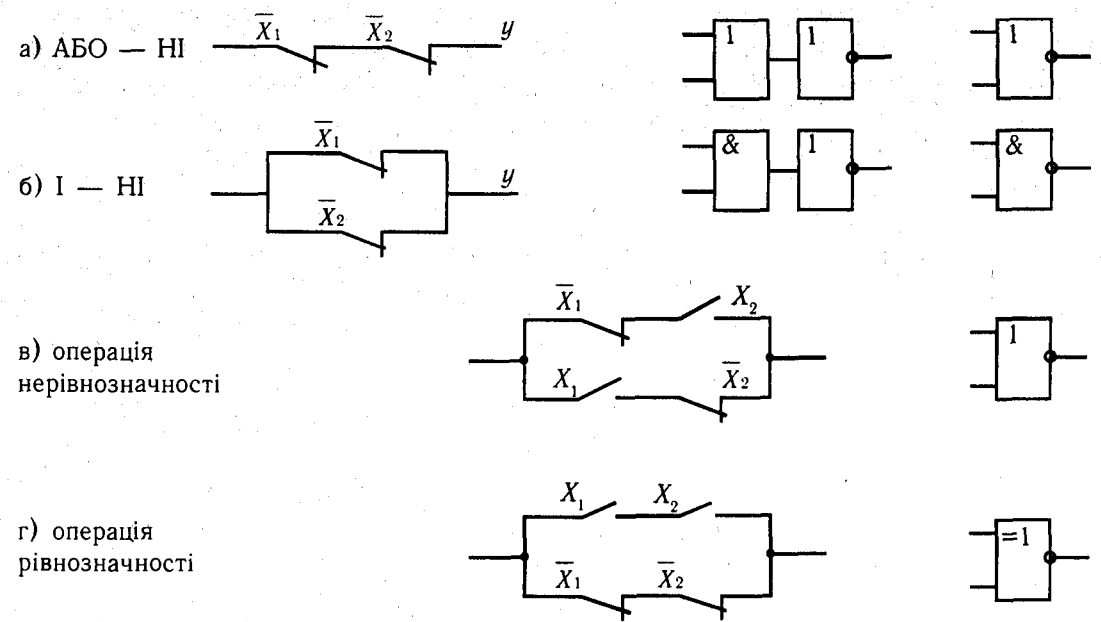 а) АБО — НІ X̅₁ X̅₂ y 1 1 1
б) І — НІ X̅₁ X̅₂ y & 1 &
в) операція
нерівнозначності
X̅₁ X₂
X₁ X̅₂
1
г) операція
рівнозначності
X₁ X₂
X̅₁ X̅₂
=1